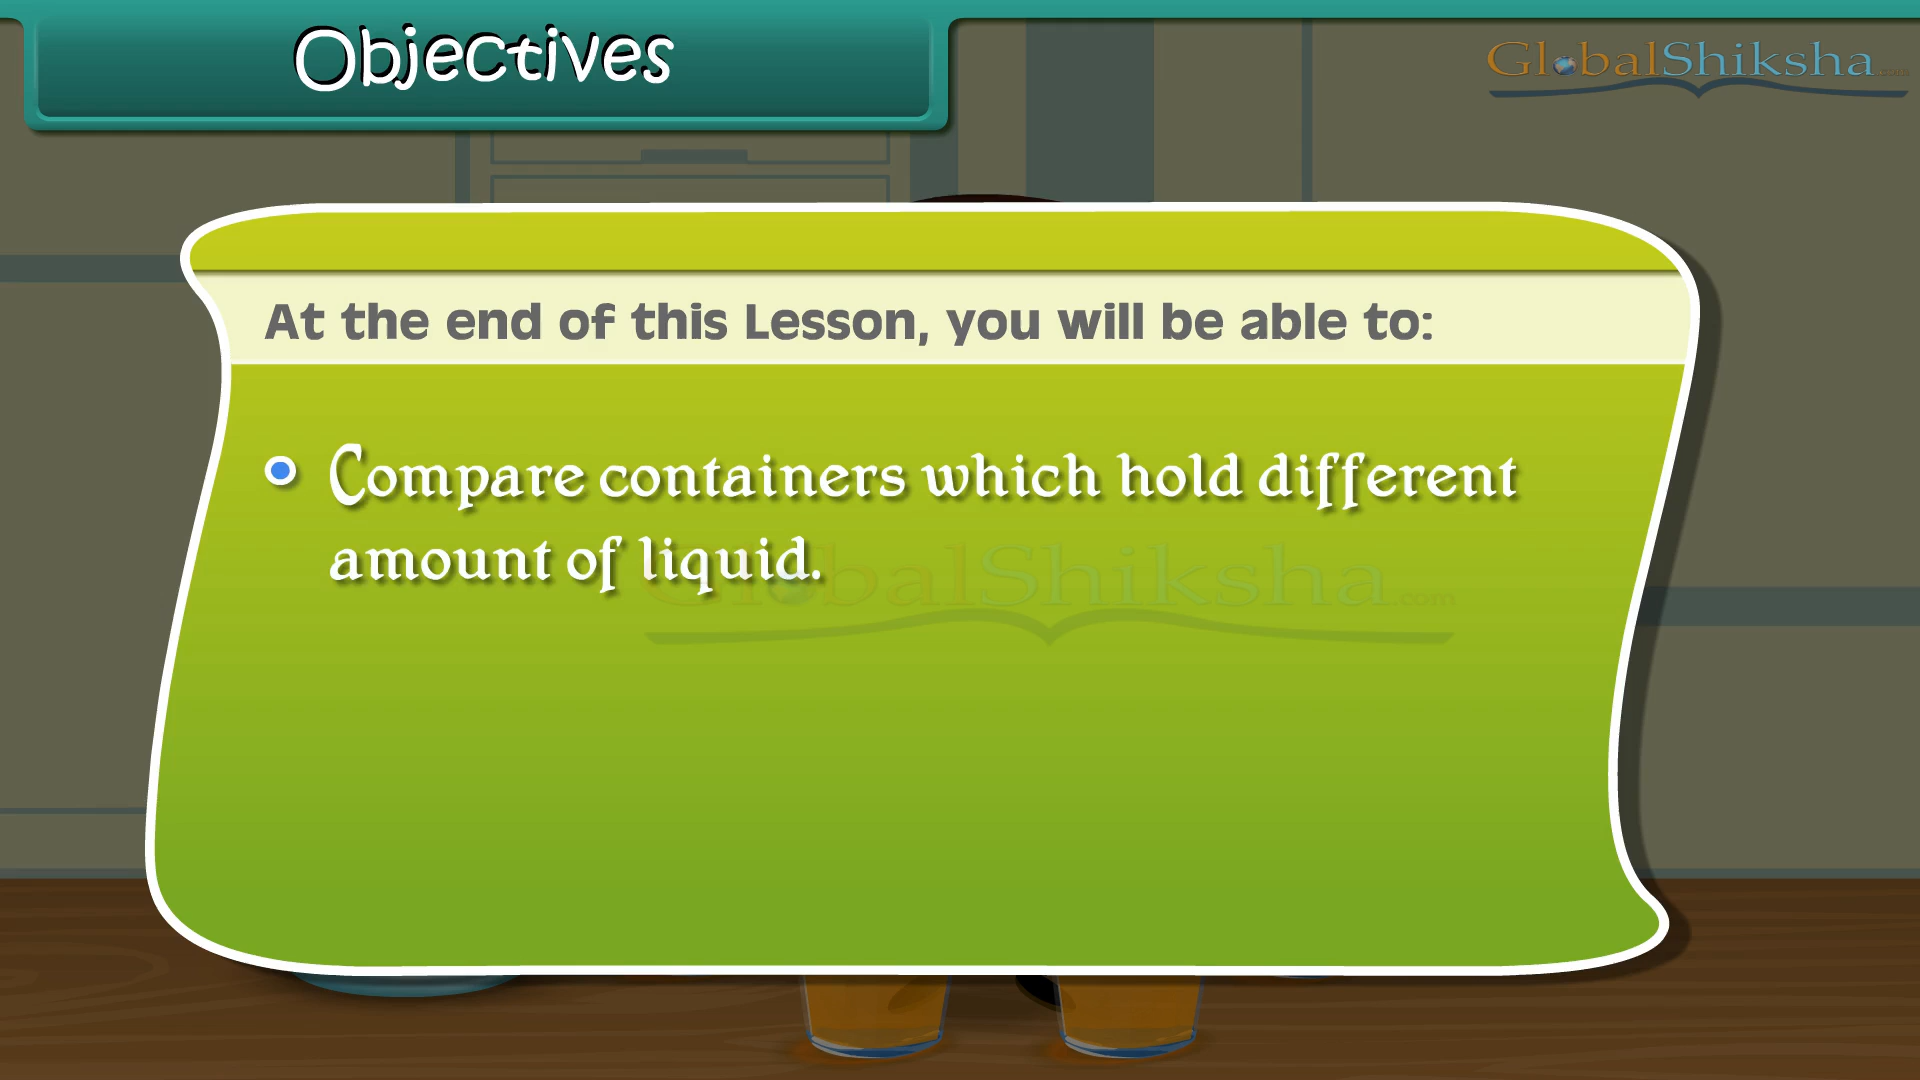 Objectives
GlobalShiksha.com
At the end of this Lesson, you will be able to:
Compare containers which hold different
amount of liquid.
GlobalShiksha.com